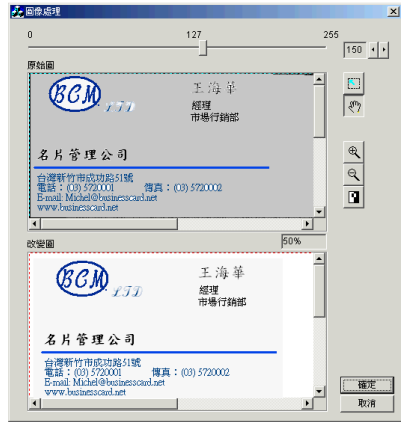 圖像處理
0 127 255
150
原始圖
BCM LTD
王海華
經理
市場行銷部
名片管理公司
台灣新竹市成功路51號
電話：(03) 5720001 傳真：(03) 5720002
E-mail: Michel@businesscard.net
www.businesscard.net
改變圖 50%
BCM LTD
王海華
經理
市場行銷部
名片管理公司
台灣新竹市成功路51號
電話：(03) 5720001 傳真：(03) 5720002
E-mail: Michel@businesscard.net
www.businesscard.net
確定
取消